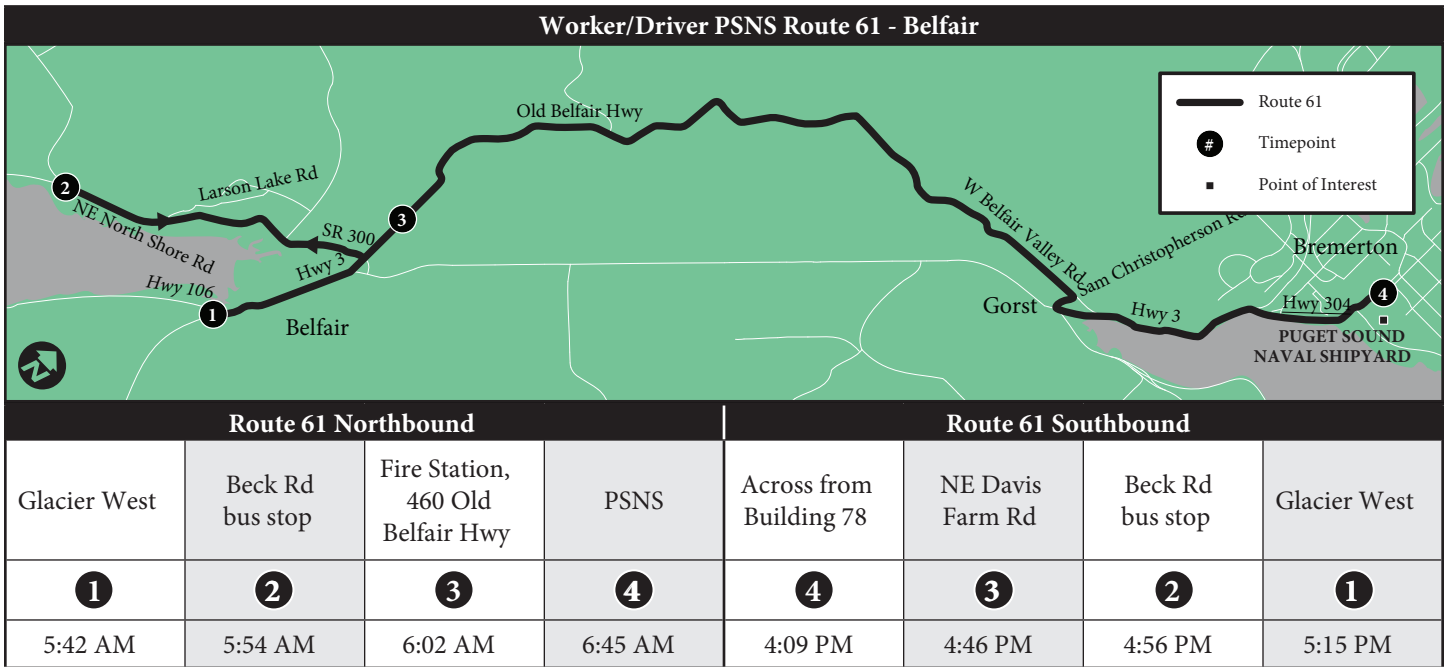 Worker/Driver PSNS Route 61 - Belfair
Route 61
#
Timepoint
Point of Interest
Old Belfair Hwy
2
Larson Lake Rd
3
NE North Shore Rd
SR 300
Hwy 3
Hwy 106
1
Belfair
W Belfair Valley Rd
Sam Christopherson Rd
Bremerton
Gorst
Hwy 3
Hwy 304
4
PUGET SOUND
NAVAL SHIPYARD
N
Route 61 Northbound
Route 61 Southbound
Glacier West
Beck Rd
bus stop
Fire Station,
460 Old
Belfair Hwy
PSNS
Across from
Building 78
NE Davis
Farm Rd
Beck Rd
bus stop
Glacier West
1 2 3 4 4 3 2 1
5:42 AM 5:54 AM 6:02 AM 6:45 AM 4:09 PM 4:46 PM 4:56 PM 5:15 PM